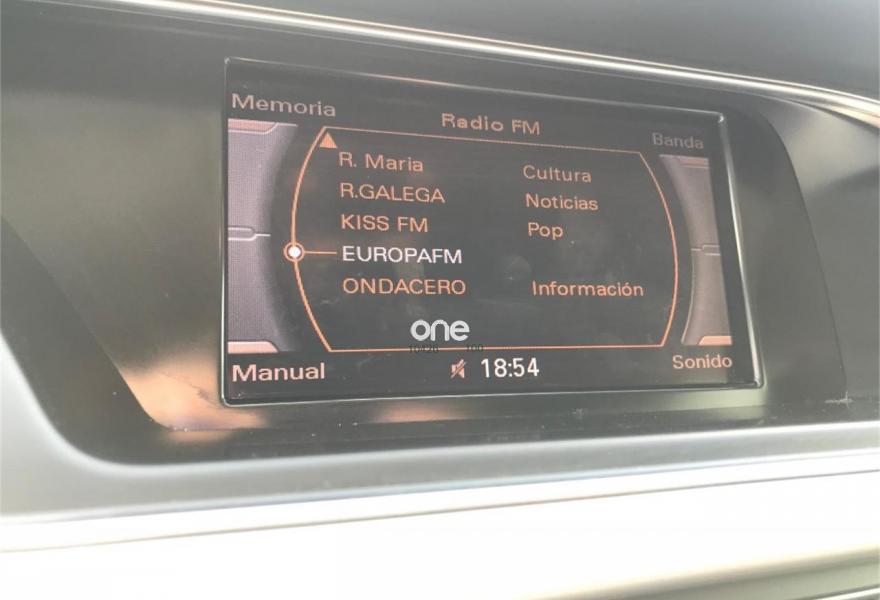 Memoria
Radio FM
Banda
R. Maria Cultura
R.GALEGA Noticias
KISS FM Pop
EUROPAFM
ONDACERO Información
one
Manual
18:54
Sonido